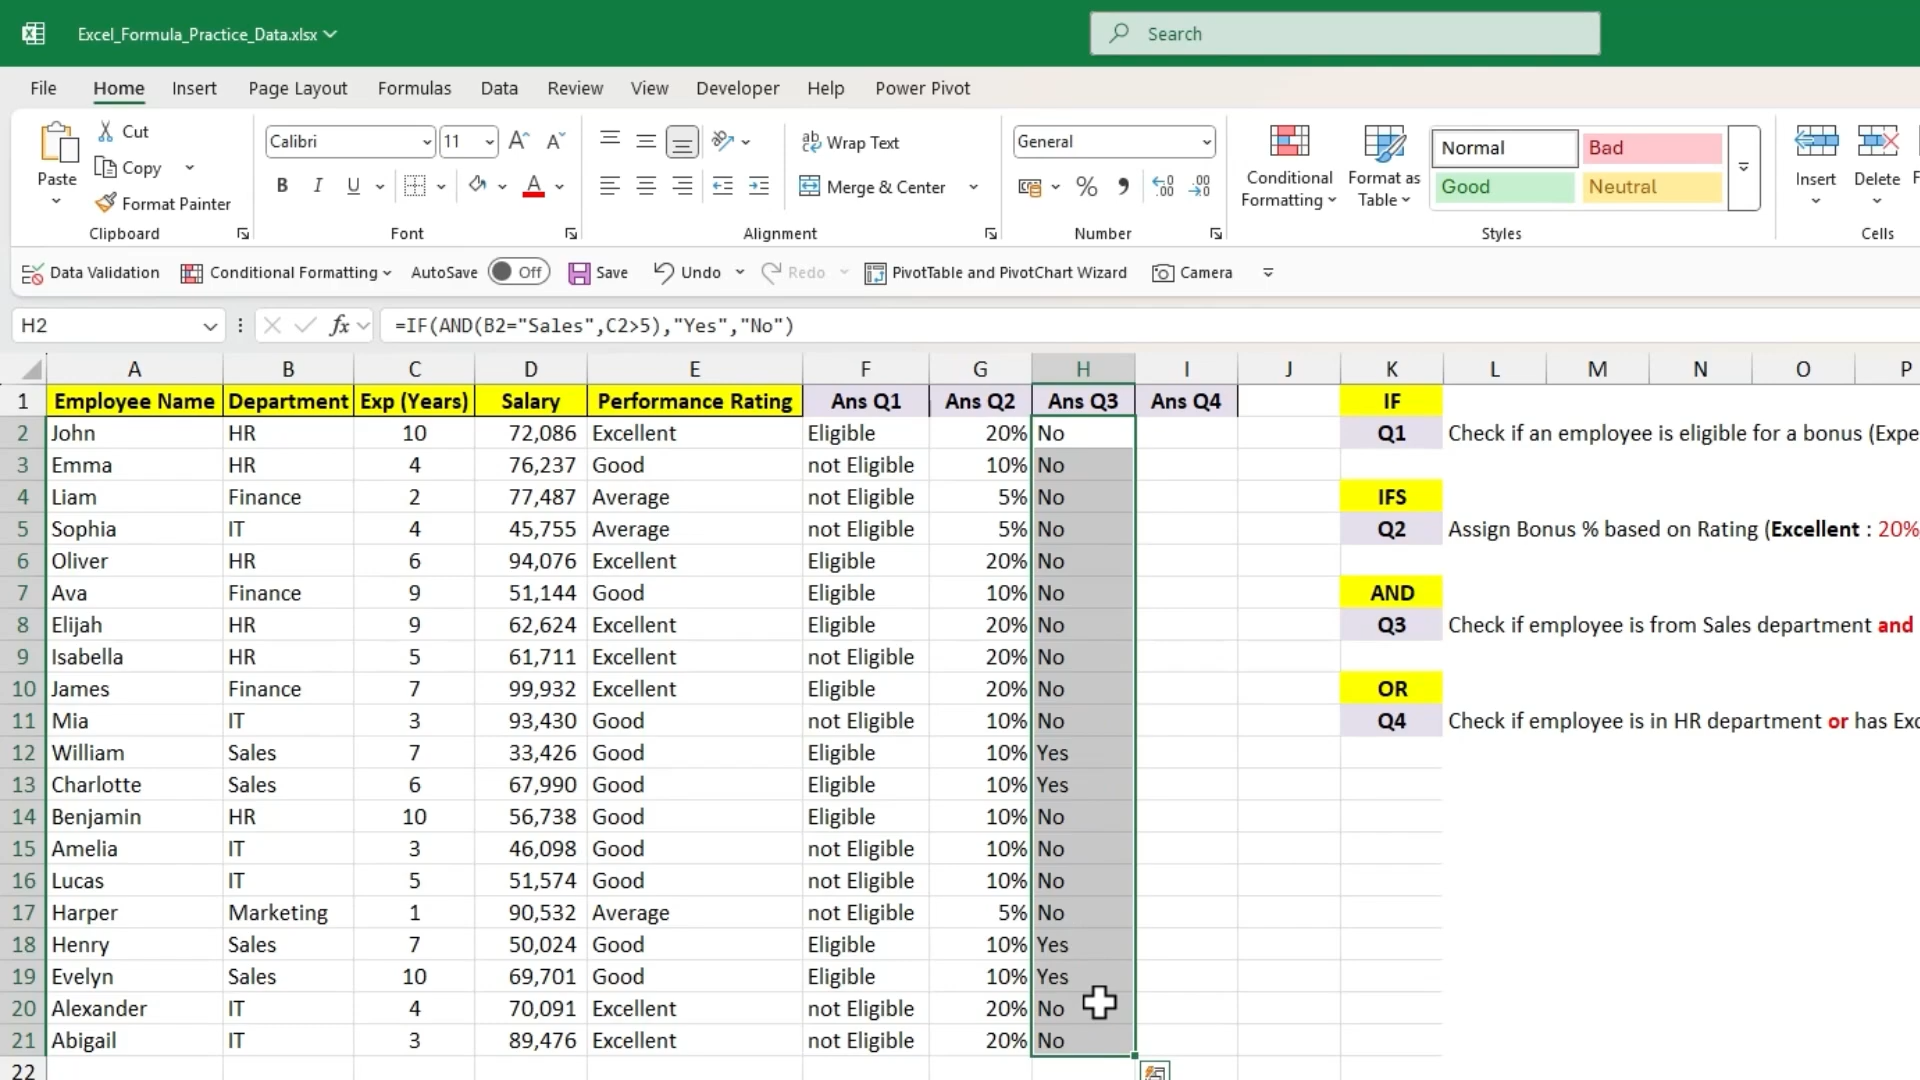 Excel_Formula_Practice_Data.xlsx
Search
File Home Insert Page Layout Formulas Data Review View Developer Help Power Pivot
Paste
Cut
Copy
Format Painter
Clipboard
Calibri 11
B I U
Font
Wrap Text
Merge & Center
Alignment
General
Number
Conditional Formatting
Format as Table
Normal Bad
Good Neutral
Styles
Insert Delete
Cells
Data Validation Conditional Formatting AutoSave Off Save Undo Redo PivotTable and PivotChart Wizard Camera
H2 fx =IF(AND(B2="Sales",C2>5),"Yes","No")
A B C D E F G H I J K L M N O P
1 Employee Name Department Exp (Years) Salary Performance Rating Ans Q1 Ans Q2 Ans Q3 Ans Q4 IF
2 John HR 10 72,086 Excellent Eligible 20% No Q1 Check if an employee is eligible for a bonus (Expe
3 Emma HR 4 76,237 Good not Eligible 10% No
4 Liam Finance 2 77,487 Average not Eligible 5% No IFS
5 Sophia IT 4 45,755 Average not Eligible 5% No Q2 Assign Bonus % based on Rating (Excellent : 20%
6 Oliver HR 6 94,076 Excellent Eligible 20% No
7 Ava Finance 9 51,144 Good Eligible 10% No AND
8 Elijah HR 9 62,624 Excellent Eligible 20% No Q3 Check if employee is from Sales department and
9 Isabella HR 5 61,711 Excellent not Eligible 20% No
10 James Finance 7 99,932 Excellent Eligible 20% No OR
11 Mia IT 3 93,430 Good not Eligible 10% No Q4 Check if employee is in HR department or has Exc
12 William Sales 7 33,426 Good Eligible 10% Yes
13 Charlotte Sales 6 67,990 Good Eligible 10% Yes
14 Benjamin HR 10 56,738 Good Eligible 10% No
15 Amelia IT 3 46,098 Good not Eligible 10% No
16 Lucas IT 5 51,574 Good not Eligible 10% No
17 Harper Marketing 1 90,532 Average not Eligible 5% No
18 Henry Sales 7 50,024 Good Eligible 10% Yes
19 Evelyn Sales 10 69,701 Good Eligible 10% Yes
20 Alexander IT 4 70,091 Excellent not Eligible 20% No
21 Abigail IT 3 89,476 Excellent not Eligible 20% No
22